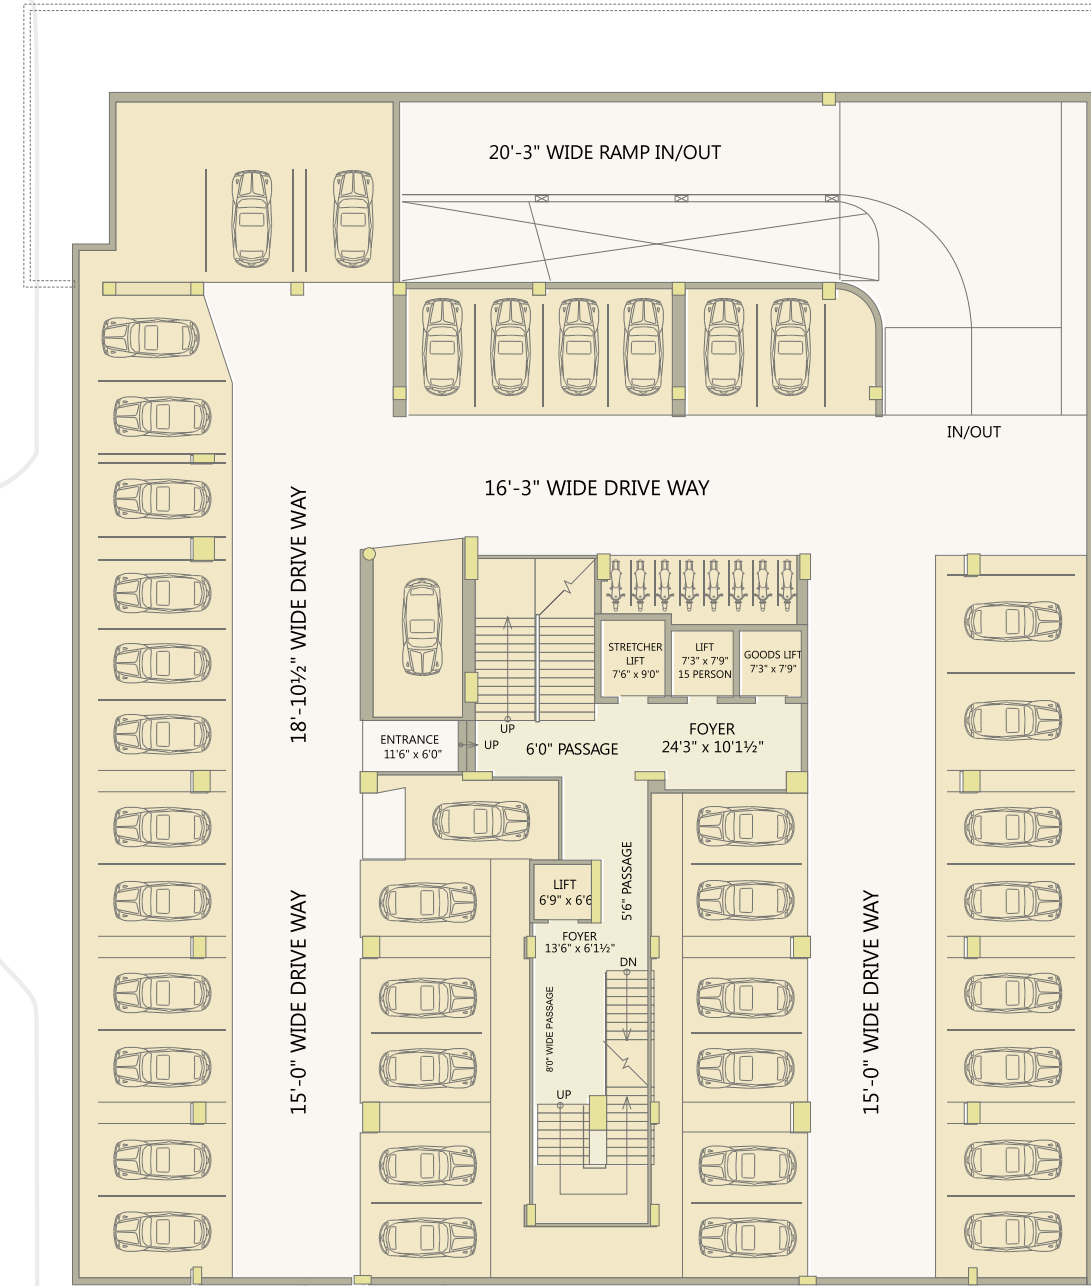 20'-3" WIDE RAMP IN/OUT
IN/OUT
16'-3" WIDE DRIVE WAY
18'-10½" WIDE DRIVE WAY
STRETCHER
LIFT
7'6" x 9'0"
LIFT
7'3" x 7'9"
15 PERSON
GOODS LIFT
7'3" x 7'9"
UP
UP
ENTRANCE
11'6" x 6'0"
6'0" PASSAGE
FOYER
24'3" x 10'1½"
5'6" PASSAGE
LIFT
6'9" x 6'6
FOYER
13'6" x 6'1½"
DN
8'0" WIDE PASSAGE
UP
15'-0" WIDE DRIVE WAY
15'-0" WIDE DRIVE WAY